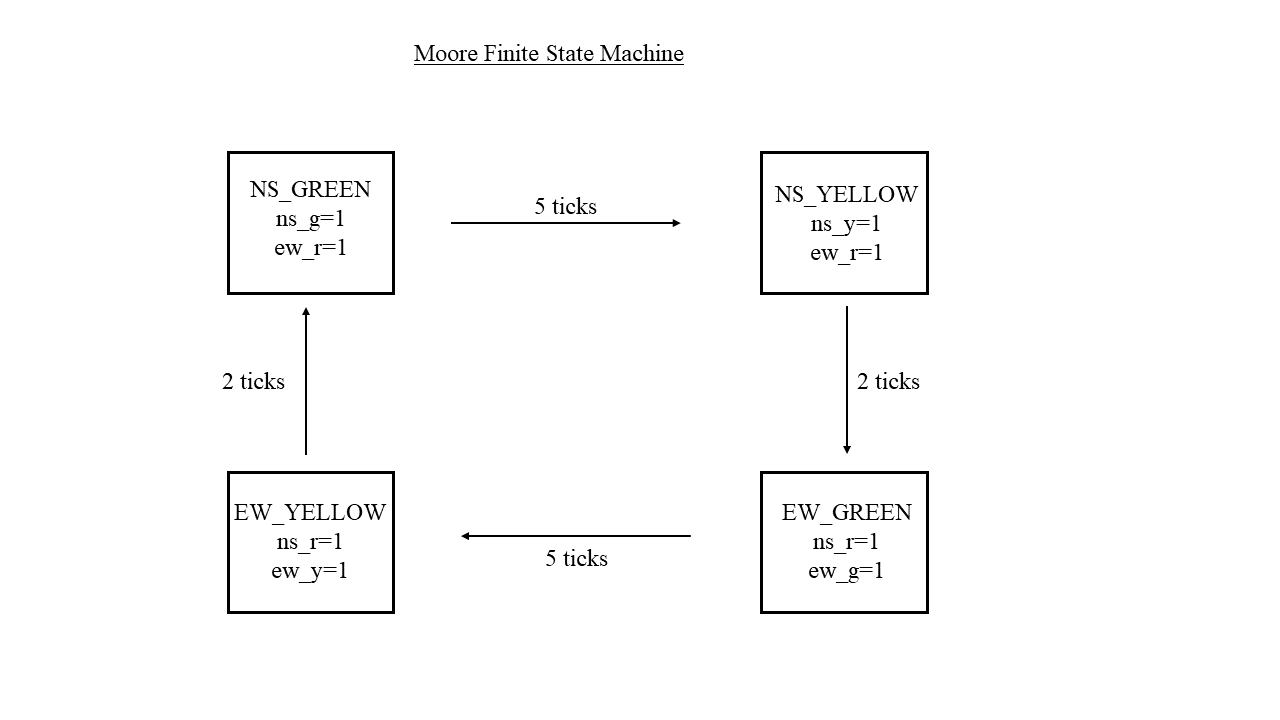 Moore Finite State Machine
NS_GREEN
ns_g=1
ew_r=1
5 ticks
NS_YELLOW
ns_y=1
ew_r=1
2 ticks
2 ticks
EW_YELLOW
ns_r=1
ew_y=1
5 ticks
EW_GREEN
ns_r=1
ew_g=1